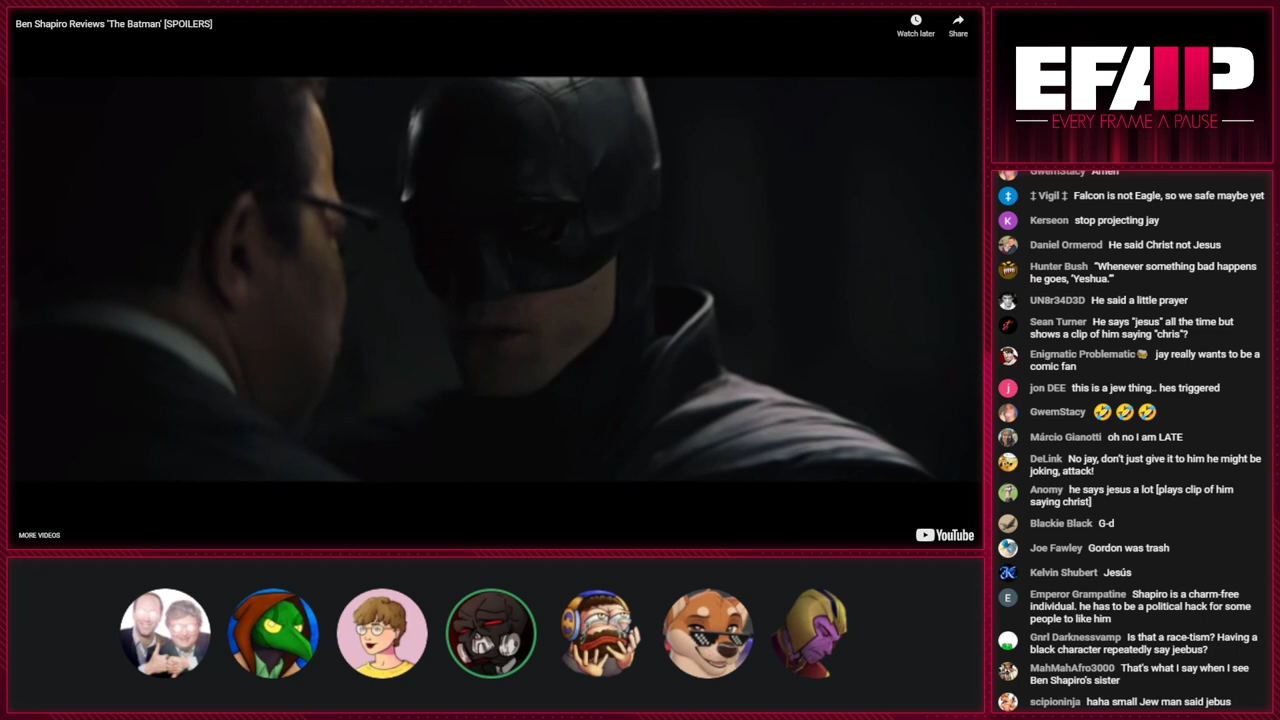 Ben Shapiro Reviews 'The Batman' [SPOILERS]
Watch later
Share
MORE VIDEOS
YouTube
EFAP
EVERY FRAME A PAUSE
GwemStacy Amen
‡ Vigil ‡ Falcon is not Eagle, so we safe maybe yet
K
Kerseon stop projecting jay
Daniel Ormerod He said Christ not Jesus
Hunter Bush “Whenever something bad happens
he goes, ‘Yeshua.’”
UN8r34D3D He said a little prayer
Sean Turner He says "jesus" all the time but
shows a clip of him saying "chris"?
Enigmatic Problematic🍻 jay really wants to be a
comic fan
j
jon DEE this is a jew thing.. hes triggered
GwemStacy 🤣🤣🤣
Márcio Gianotti oh no I am LATE
DeLink No jay, don't just give it to him he might be
joking, attack!
Anomy he says jesus a lot [plays clip of him
saying christ]
Blackie Black G-d
Joe Fawley Gordon was trash
Kelvin Shubert Jesús
E
Emperor Grampatine Shapiro is a charm-free
individual. he has to be a political hack for some
people to like him
Gnrl Darknessvamp Is that a race-tism? Having a
black character repeatedly say jeebus?
MahMahAfro3000 That's what I say when I see
Ben Shapiro's sister
scipioninja haha small Jew man said jebus